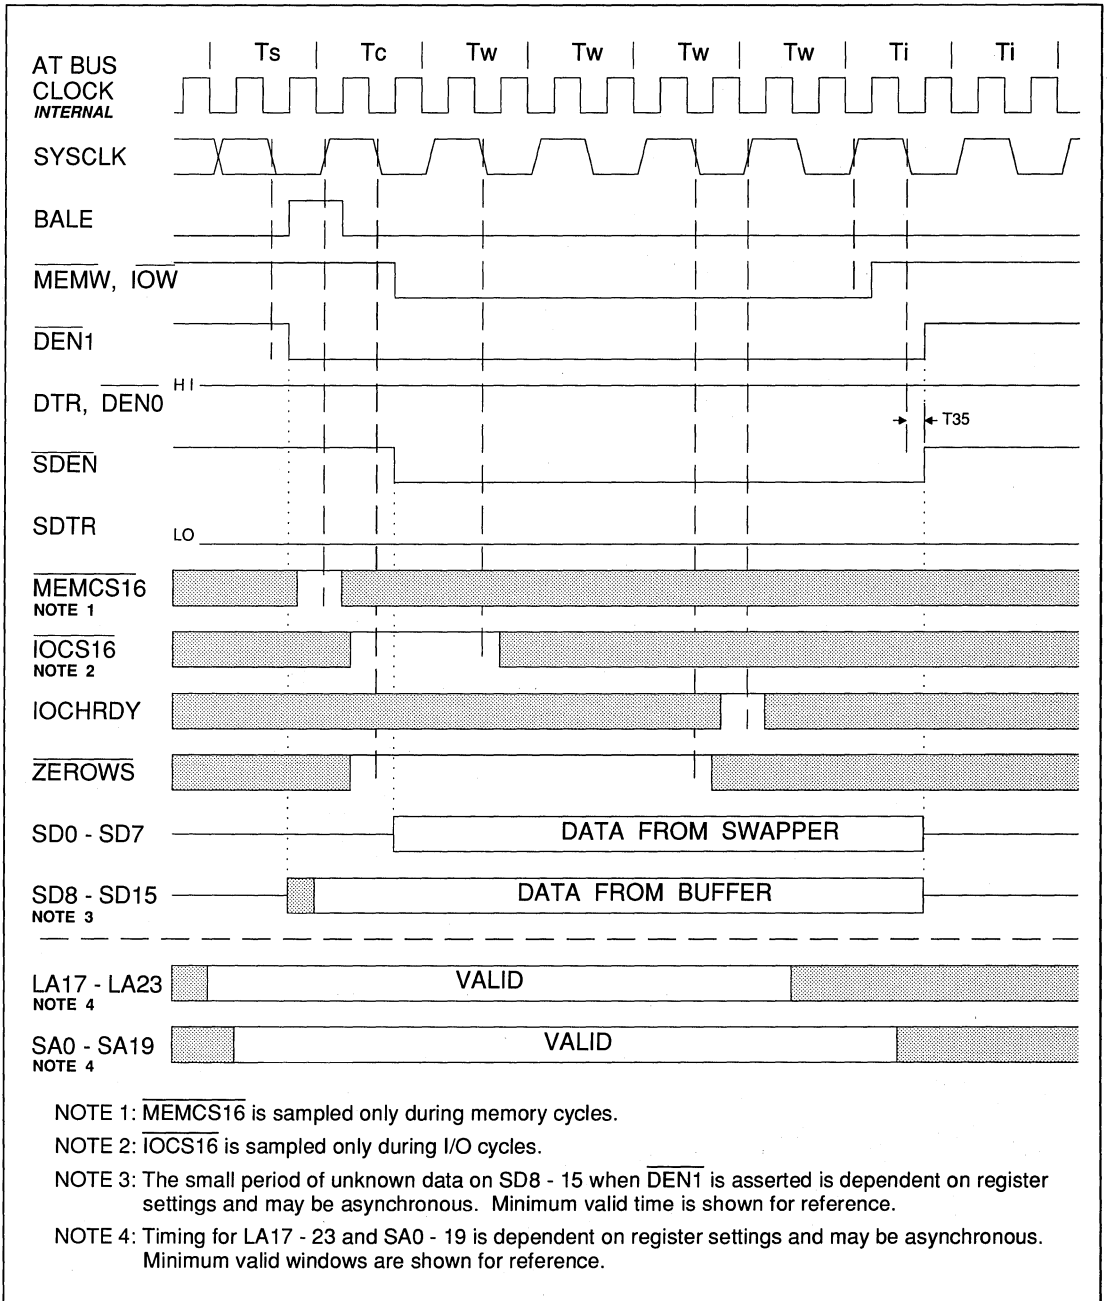 Ts Tc Tw Tw Tw Tw Ti Ti
AT BUS
CLOCK
INTERNAL
SYSCLK
BALE
MEMW, IOW
DEN1
HI
DTR, DEN0
T35
SDEN
SDTR
LO
MEMCS16
NOTE 1
IOCS16
NOTE 2
IOCHRDY
ZEROWS
SD0 - SD7
DATA FROM SWAPPER
SD8 - SD15
DATA FROM BUFFER
NOTE 3
LA17 - LA23
VALID
NOTE 4
SA0 - SA19
VALID
NOTE 4
NOTE 1: MEMCS16 is sampled only during memory cycles.
NOTE 2: IOCS16 is sampled only during I/O cycles.
NOTE 3: The small period of unknown data on SD8 - 15 when DEN1 is asserted is dependent on register
settings and may be asynchronous. Minimum valid time is shown for reference.
NOTE 4: Timing for LA17 - 23 and SA0 - 19 is dependent on register settings and may be asynchronous.
Minimum valid windows are shown for reference.